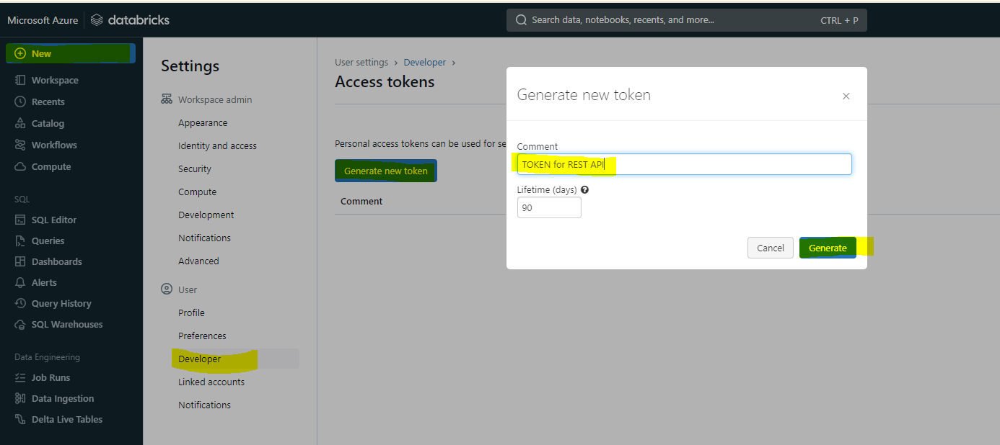 Microsoft Azure databricks
Search data, notebooks, recents, and more... CTRL + P
New
Workspace
Recents
Catalog
Workflows
Compute
SQL
SQL Editor
Queries
Dashboards
Alerts
Query History
SQL Warehouses
Data Engineering
Job Runs
Data Ingestion
Delta Live Tables
Settings
Workspace admin
Appearance
Identity and access
Security
Compute
Development
Notifications
Advanced
User
Profile
Preferences
Developer
Linked accounts
Notifications
User settings › Developer ›
Access tokens
Personal access tokens can be used for se
Generate new token
Comment
Generate new token ×
Comment
TOKEN for REST API
Lifetime (days) ?
90
Cancel Generate